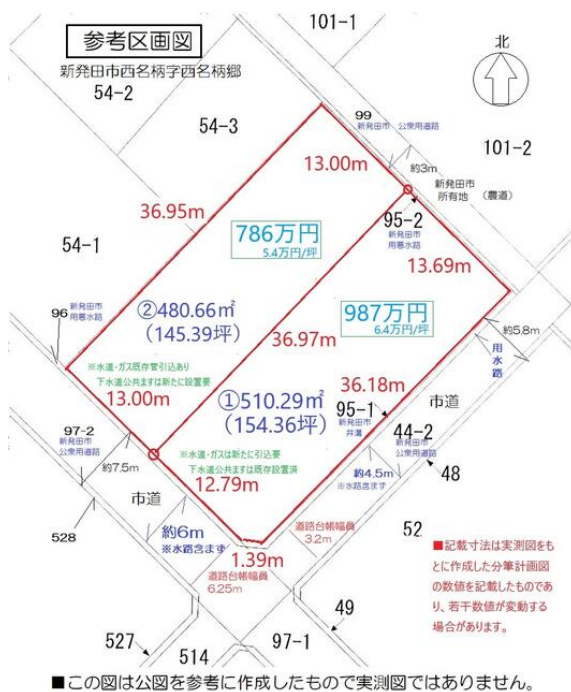 参考区画図
新発田市西名柄字西名柄郷
北
101-1
54-2
54-3
99
新発田市 公衆用道路
101-2
約3m
新発田市
所有地 (農道)
13.00m
36.95m
95-2
新発田市
用悪水路
54-1
786万円
5.4万円/坪
13.69m
987万円
6.4万円/坪
②480.66㎡
(145.39坪)
96
新発田市
用悪水路
36.97m
約5.8m
用水路
※水道・ガス既存管引込あり
下水道公共ますは新たに設置要
13.00m
①510.29㎡
(154.36坪)
36.18m
95-1
新発田市
井溝
市道
44-2
新発田市
公衆用道路
97-2
新発田市
公衆用道路
約7.5m
※水道・ガスは新たに引込要
下水道公共ますは既存設置済
12.79m
約4.5m
※水路含まず
48
市道
528
約6m
※水路含まず
52
道路台帳幅員
3.2m
1.39m
道路台帳幅員
6.25m
■記載寸法は実測図をも
とに作成した分筆計画図
の数値を記載したものであ
り、若干数値が変動する
場合があります。
49
527
514
97-1
■この図は公図を参考に作成したもので実測図ではありません。